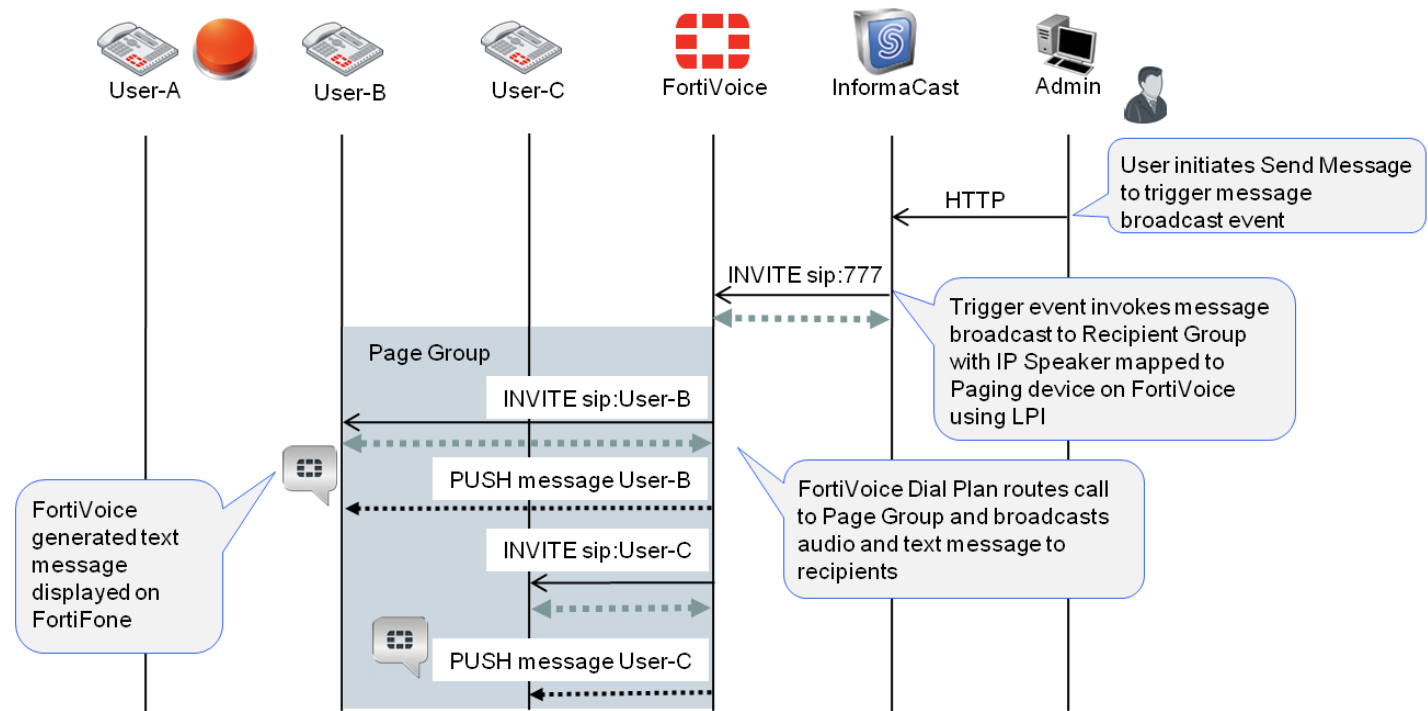 User-A
User-B
User-C
FortiVoice
InformaCast
Admin
User initiates Send Message
to trigger message
broadcast event
HTTP
INVITE sip:777
Trigger event invokes message
broadcast to Recipient Group
with IP Speaker mapped to
Paging device on FortiVoice
using LPI
Page Group
INVITE sip:User-B
PUSH message User-B
FortiVoice Dial Plan routes call
to Page Group and broadcasts
audio and text message to
recipients
FortiVoice
generated text
message
displayed on
FortiFone
INVITE sip:User-C
PUSH message User-C